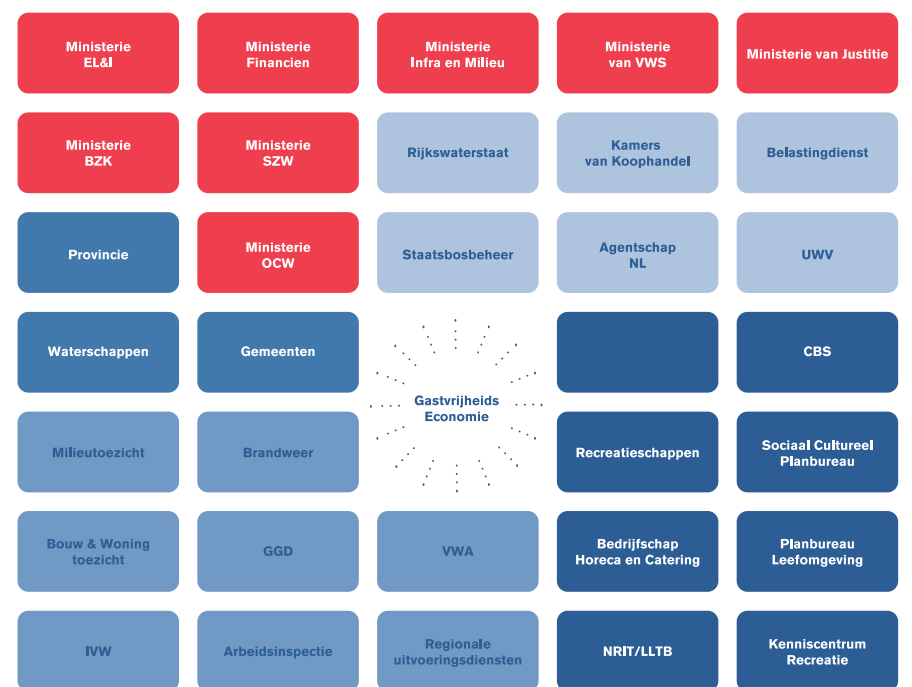 Ministerie
EL&I
Ministerie
Financien
Ministerie
Infra en Milieu
Ministerie
van VWS
Ministerie van Justitie
Ministerie
BZK
Ministerie
SZW
Rijkswaterstaat
Kamers
van Koophandel
Belastingdienst
Provincie
Ministerie
OCW
Staatsbosbeheer
Agentschap
NL
UWV
Waterschappen
Gemeenten
CBS
Gastvrijheids
Economie
Milieutoezicht
Brandweer
Recreatieschappen
Sociaal Cultureel
Planbureau
Bouw & Woning
toezicht
GGD
VWA
Bedrijfschap
Horeca en Catering
Planbureau
Leefomgeving
IVW
Arbeidsinspectie
Regionale
uitvoeringsdiensten
NRIT/LLTB
Kenniscentrum
Recreatie